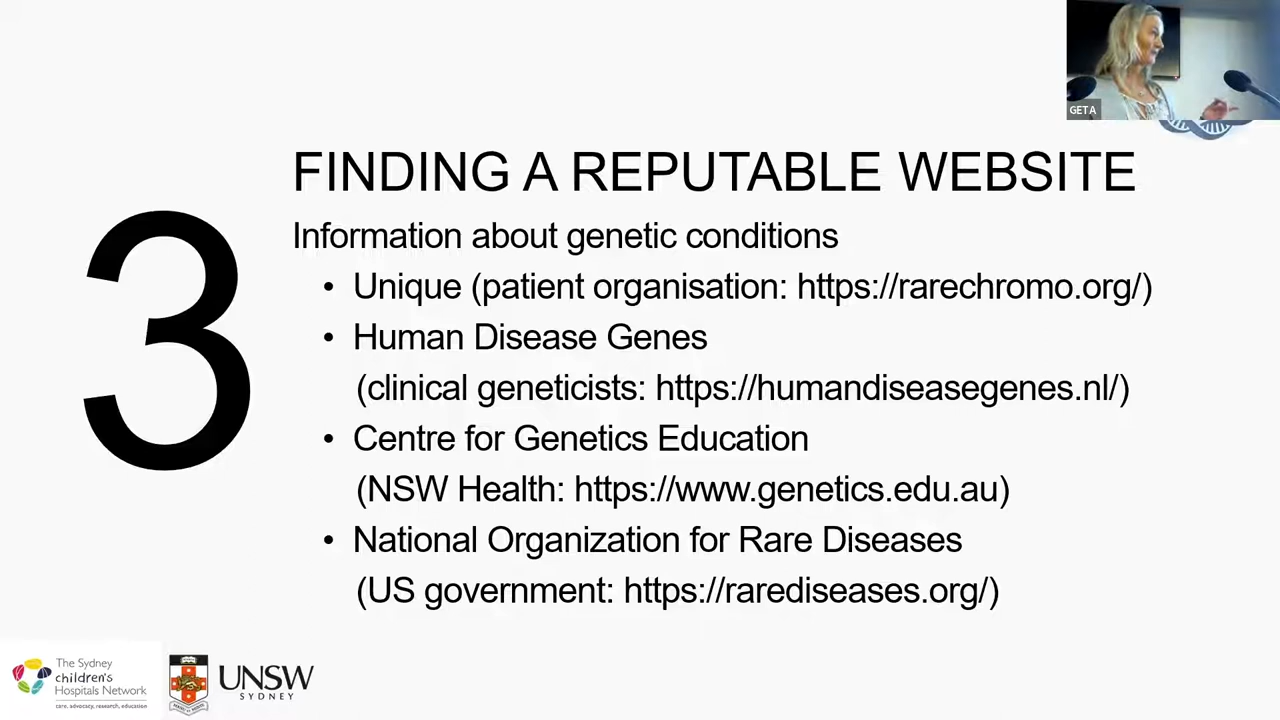 GETA
FINDING A REPUTABLE WEBSITE
3
Information about genetic conditions
• Unique (patient organisation: https://rarechromo.org/)
• Human Disease Genes
(clinical geneticists: https://humandiseasegenes.nl/)
• Centre for Genetics Education
(NSW Health: https://www.genetics.edu.au)
• National Organization for Rare Diseases
(US government: https://rarediseases.org/)
The Sydney
children's
Hospitals Network
care, advocacy, research, education
UNSW
SYDNEY